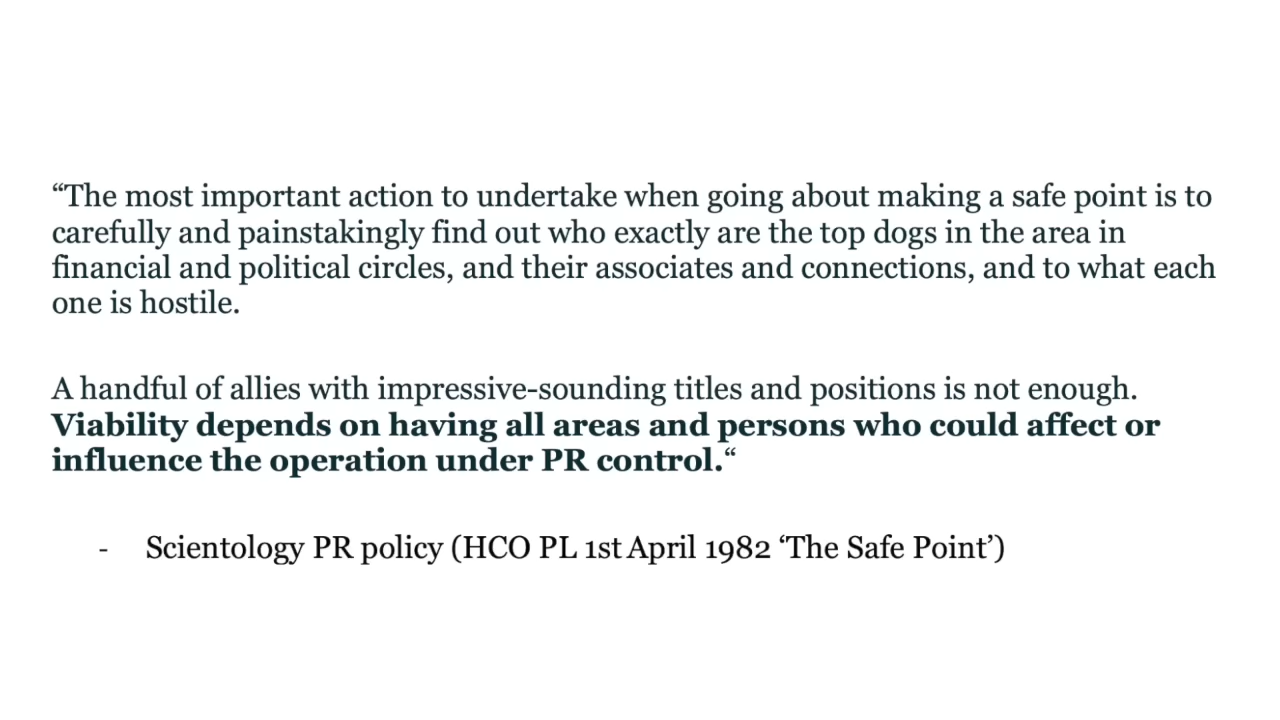 “The most important action to undertake when going about making a safe point is to
carefully and painstakingly find out who exactly are the top dogs in the area in
financial and political circles, and their associates and connections, and to what each
one is hostile.
A handful of allies with impressive-sounding titles and positions is not enough.
Viability depends on having all areas and persons who could affect or
influence the operation under PR control.“
- Scientology PR policy (HCO PL 1st April 1982 ‘The Safe Point’)